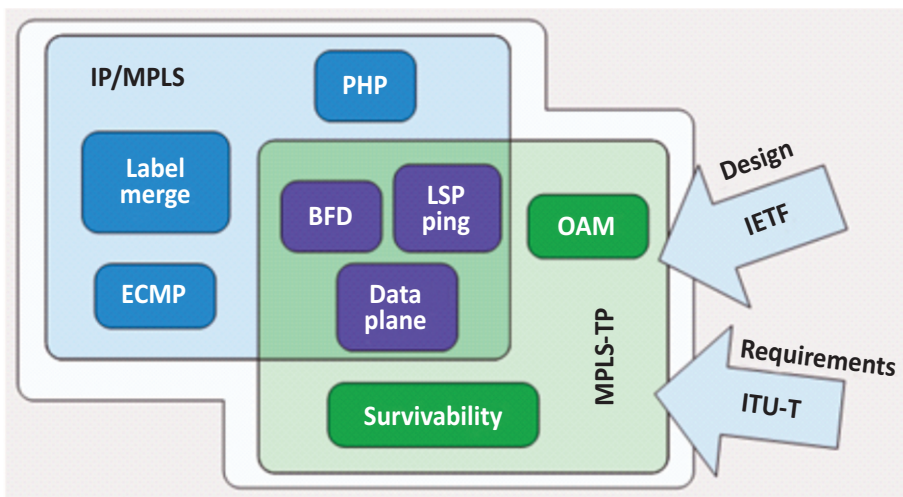 IP/MPLS
PHP
Label
merge
ECMP
BFD
LSP
ping
Data
plane
OAM
Survivability
MPLS-TP
Design
IETF
Requirements
ITU-T